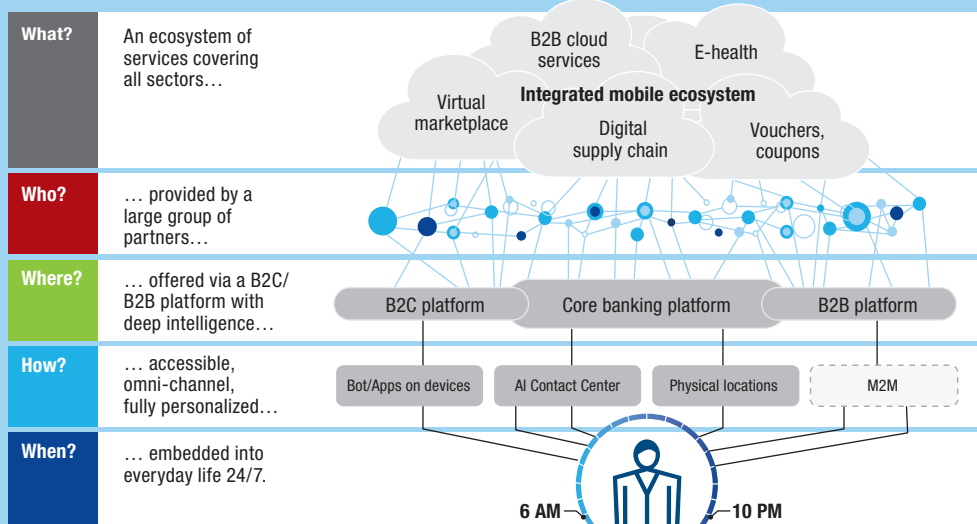 What?
An ecosystem of
services covering
all sectors…
B2B cloud
services
E-health
Integrated mobile ecosystem
Virtual
marketplace
Digital
supply chain
Vouchers,
coupons
Who?
… provided by a
large group of
partners…
Where?
… offered via a B2C/
B2B platform with
deep intelligence…
B2C platform
Core banking platform
B2B platform
How?
… accessible,
omni-channel,
fully personalized…
Bot/Apps on devices
AI Contact Center
Physical locations
M2M
When?
… embedded into
everyday life 24/7.
6 AM
10 PM